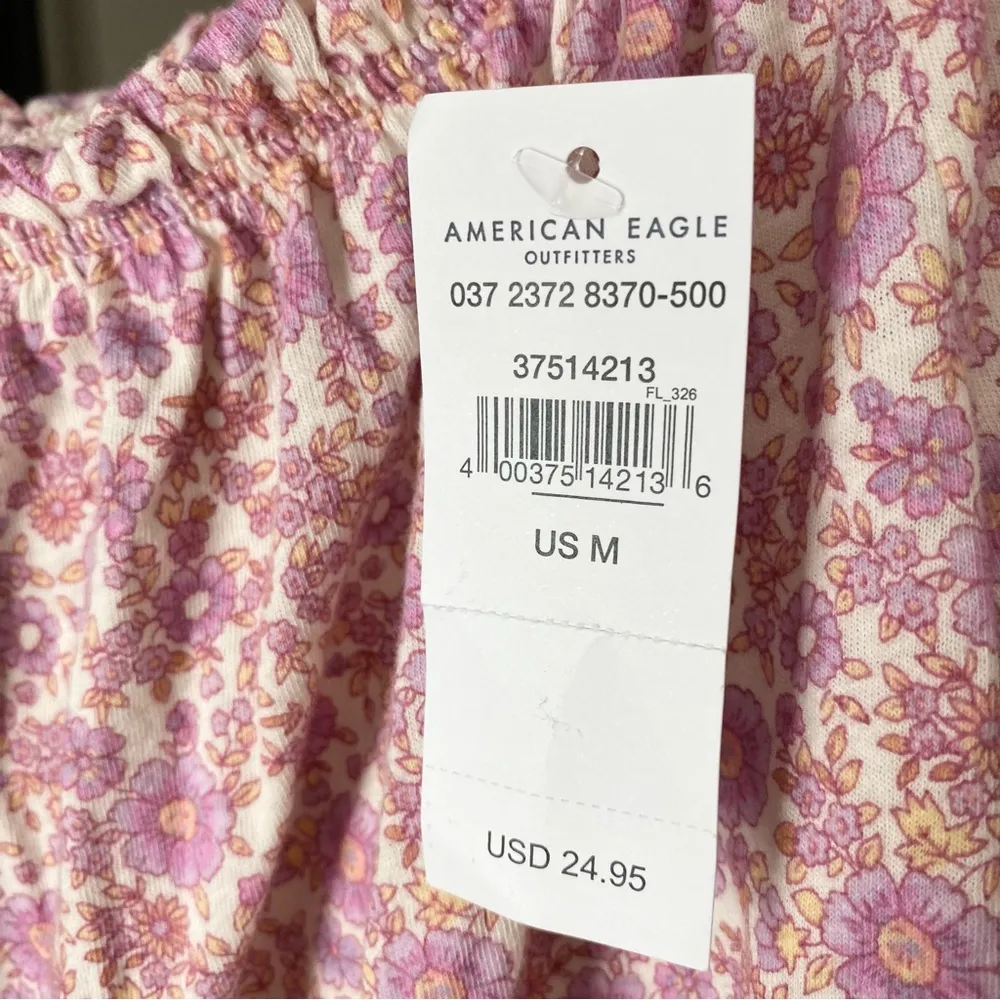 AMERICAN EAGLE
OUTFITTERS
037 2372 8370-500
37514213
FL_326
4 00375 14213 6
US M
USD 24.95